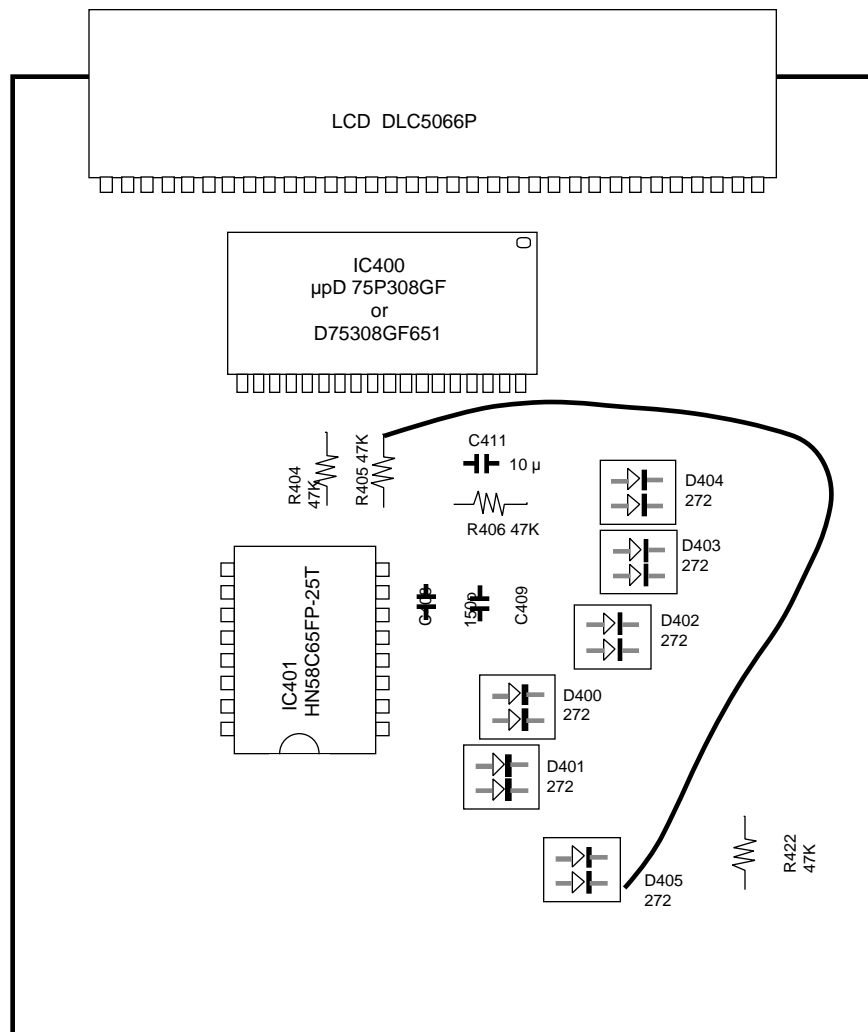 LCD DLC5066P
IC400
µpD 75P308GF
or
D75308GF651
R404
47K
R405 47K
C411
10 µ
R406 47K
D404
272
D403
272
D402
272
150p
C409
IC401
HN58C65FP-25T
D400
272
D401
272
R422
47K
D405
272